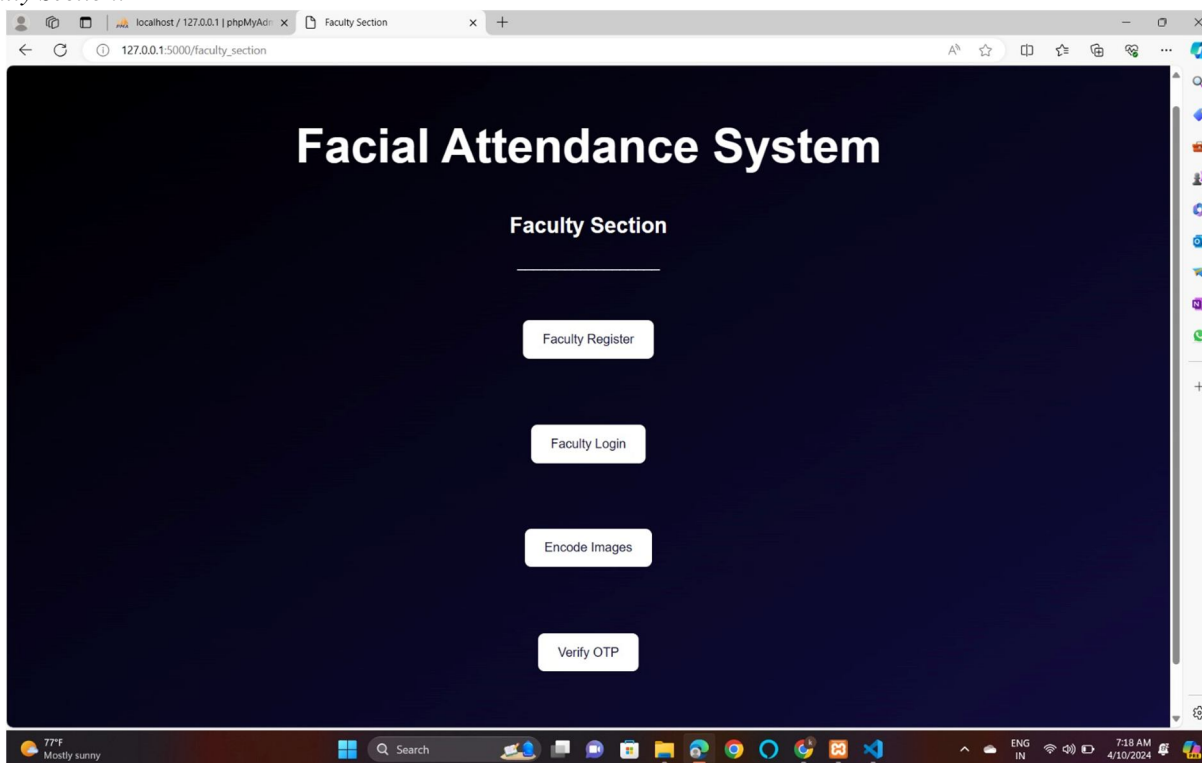 localhost / 127.0.0.1 | phpMyAdn
Faculty Section
127.0.0.1:5000/faculty_section
Facial Attendance System
Faculty Section
Faculty Register
Faculty Login
Encode Images
Verify OTP
77°F
Mostly sunny
Search
ENG
IN
7:18 AM
4/10/2024